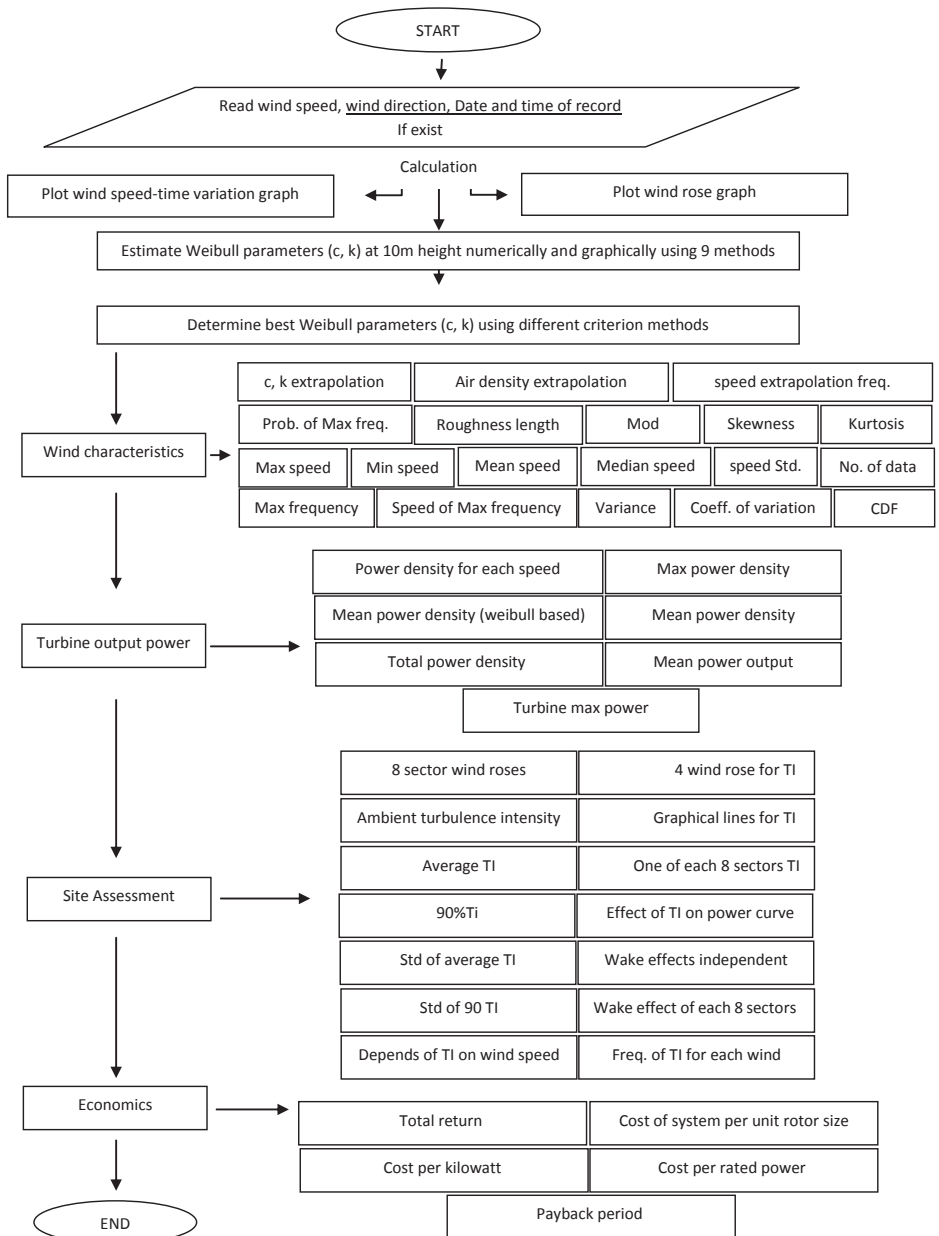 START
Read wind speed, wind direction, Date and time of record
If exist
Calculation
Plot wind speed-time variation graph
Plot wind rose graph
Estimate Weibull parameters (c, k) at 10m height numerically and graphically using 9 methods
Determine best Weibull parameters (c, k) using different criterion methods
c, k extrapolation
Air density extrapolation
speed extrapolation freq.
Prob. of Max freq.
Roughness length
Mod
Skewness
Kurtosis
Wind characteristics
Max speed
Min speed
Mean speed
Median speed
speed Std.
No. of data
Max frequency
Speed of Max frequency
Variance
Coeff. of variation
CDF
Power density for each speed
Max power density
Mean power density (weibull based)
Mean power density
Turbine output power
Total power density
Mean power output
Turbine max power
8 sector wind roses
4 wind rose for TI
Ambient turbulence intensity
Graphical lines for TI
Average TI
One of each 8 sectors TI
Site Assessment
90%Ti
Effect of TI on power curve
Std of average TI
Wake effects independent
Std of 90 TI
Wake effect of each 8 sectors
Depends of TI on wind speed
Freq. of TI for each wind
Economics
Total return
Cost of system per unit rotor size
Cost per kilowatt
Cost per rated power
Payback period
END